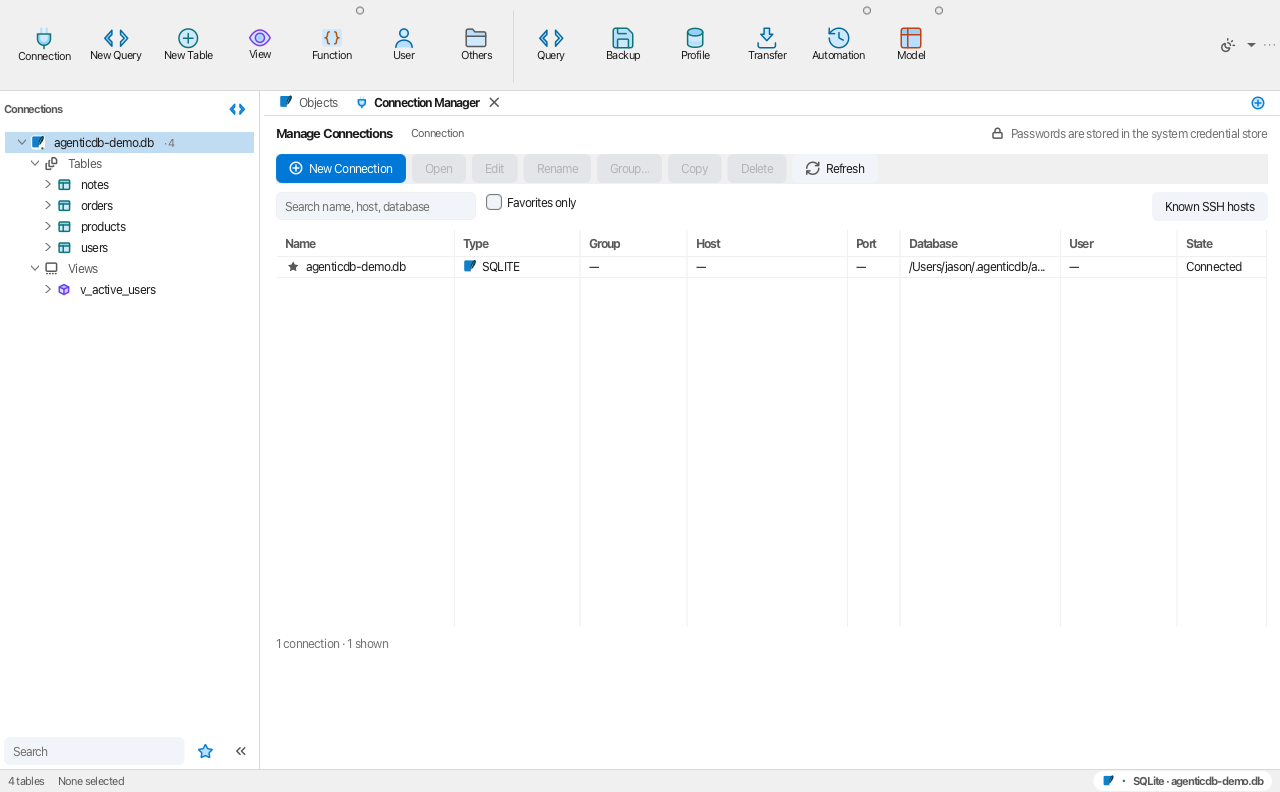 Connection
New Query
New Table
View
Function
User
Others
Query
Backup
Profile
Transfer
Automation
Model
Connections
agenticdb-demo.db · 4
Tables
notes
orders
products
users
Views
v_active_users
Search
Objects
Connection Manager
Manage Connections
Connection
Passwords are stored in the system credential store
New Connection
Open
Edit
Rename
Group...
Copy
Delete
Refresh
Search name, host, database
Favorites only
Known SSH hosts
Name Type Group Host Port Database User State
agenticdb-demo.db SQLITE — — — /Users/jason/.agenticdb/a... — Connected
1 connection · 1 shown
4 tables
None selected
SQLite · agenticdb-demo.db